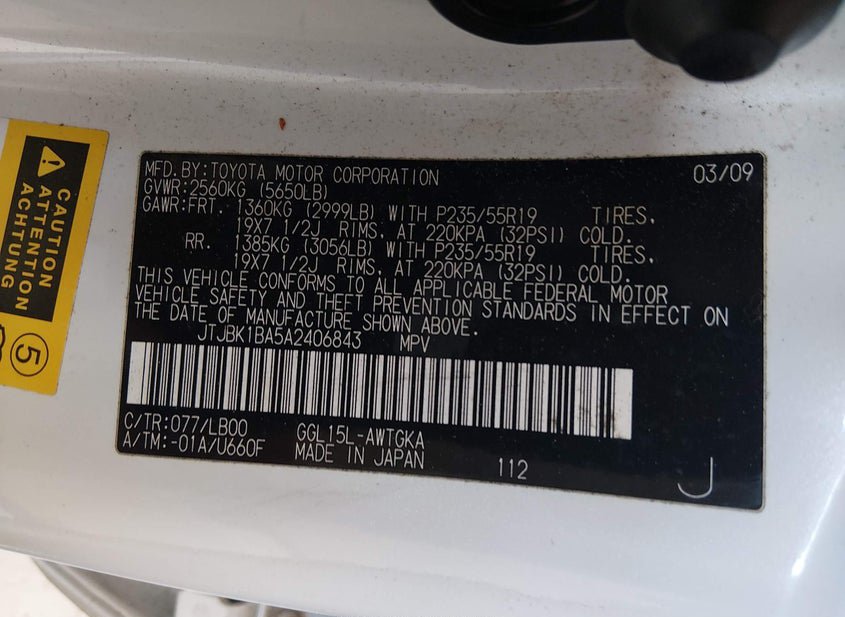 MFD.BY:TOYOTA MOTOR CORPORATION 03/09
GVWR:2560KG (5650LB)
GAWR:FRT. 1360KG (2999LB) WITH P235/55R19 TIRES,
19X7 1/2J RIMS, AT 220KPA (32PSI) COLD.
RR. 1385KG (3056LB) WITH P235/55R19 TIRES,
19X7 1/2J RIMS, AT 220KPA (32PSI) COLD.
THIS VEHICLE CONFORMS TO ALL APPLICABLE FEDERAL MOTOR
VEHICLE SAFETY AND THEFT PREVENTION STANDARDS IN EFFECT ON
THE DATE OF MANUFACTURE SHOWN ABOVE.
JTJBK1BA5A2406843 MPV
C/TR:077/LB00 GGL15L-AWTGKA
A/TM:-01A/U660F MADE IN JAPAN 112 J
CAUTION
ATTENTION
ACHTUNG
5